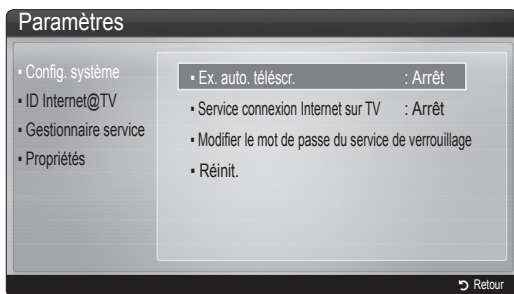 Paramètres
▪ Config. système
▪ ID Internet@TV
▪ Gestionnaire service
▪ Propriétés
▪ Ex. auto. téléscr. : Arrêt
▪ Service connexion Internet sur TV : Arrêt
▪ Modifier le mot de passe du service de verrouillage
▪ Réinit.
Retour